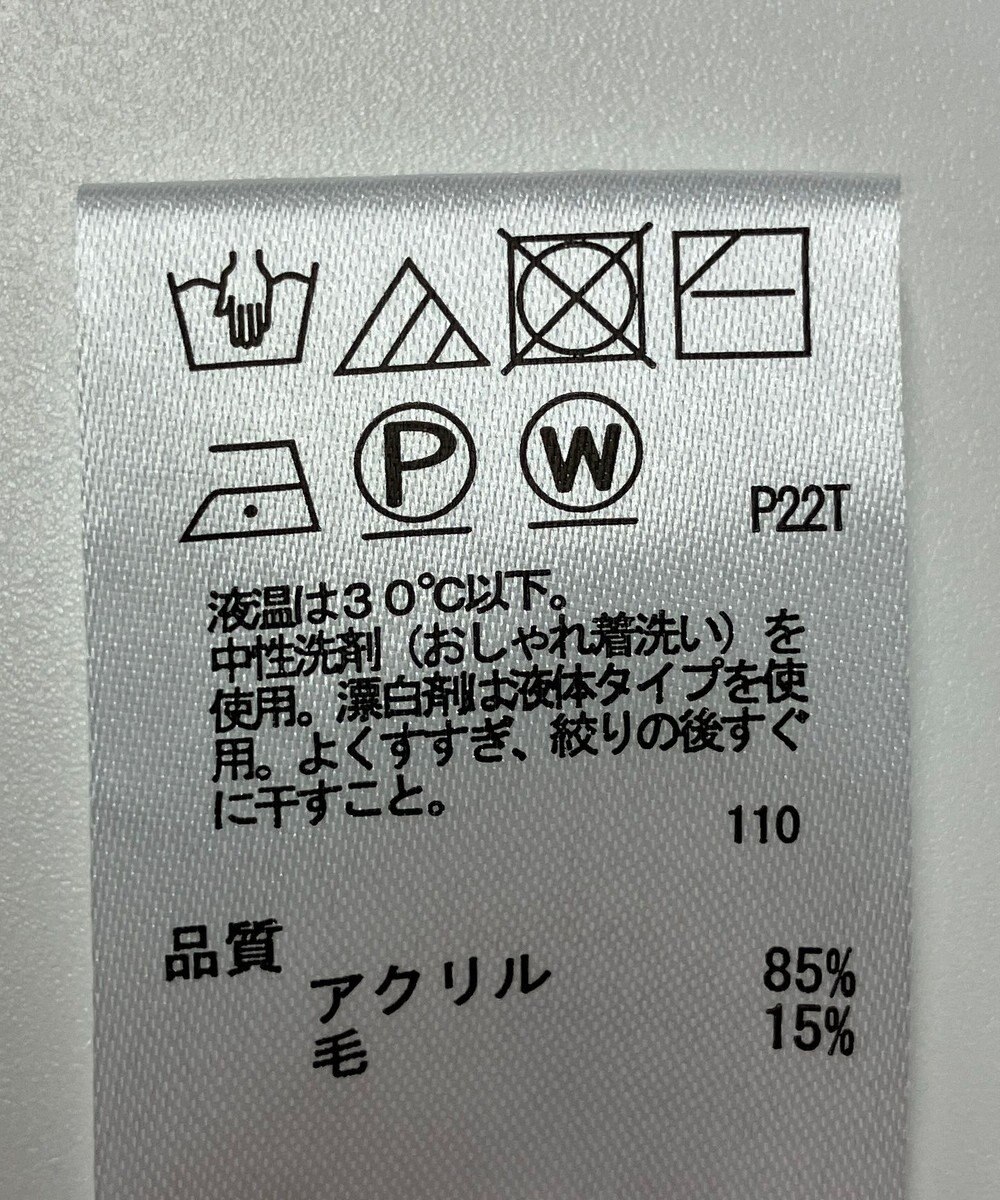 P W
P22T
液温は30℃以下。
中性洗剤（おしゃれ着洗い）を
使用。漂白剤は液体タイプを使
用。よくすすぎ、絞りの後すぐ
に干すこと。
110
品質
アクリル 85%
毛 15%